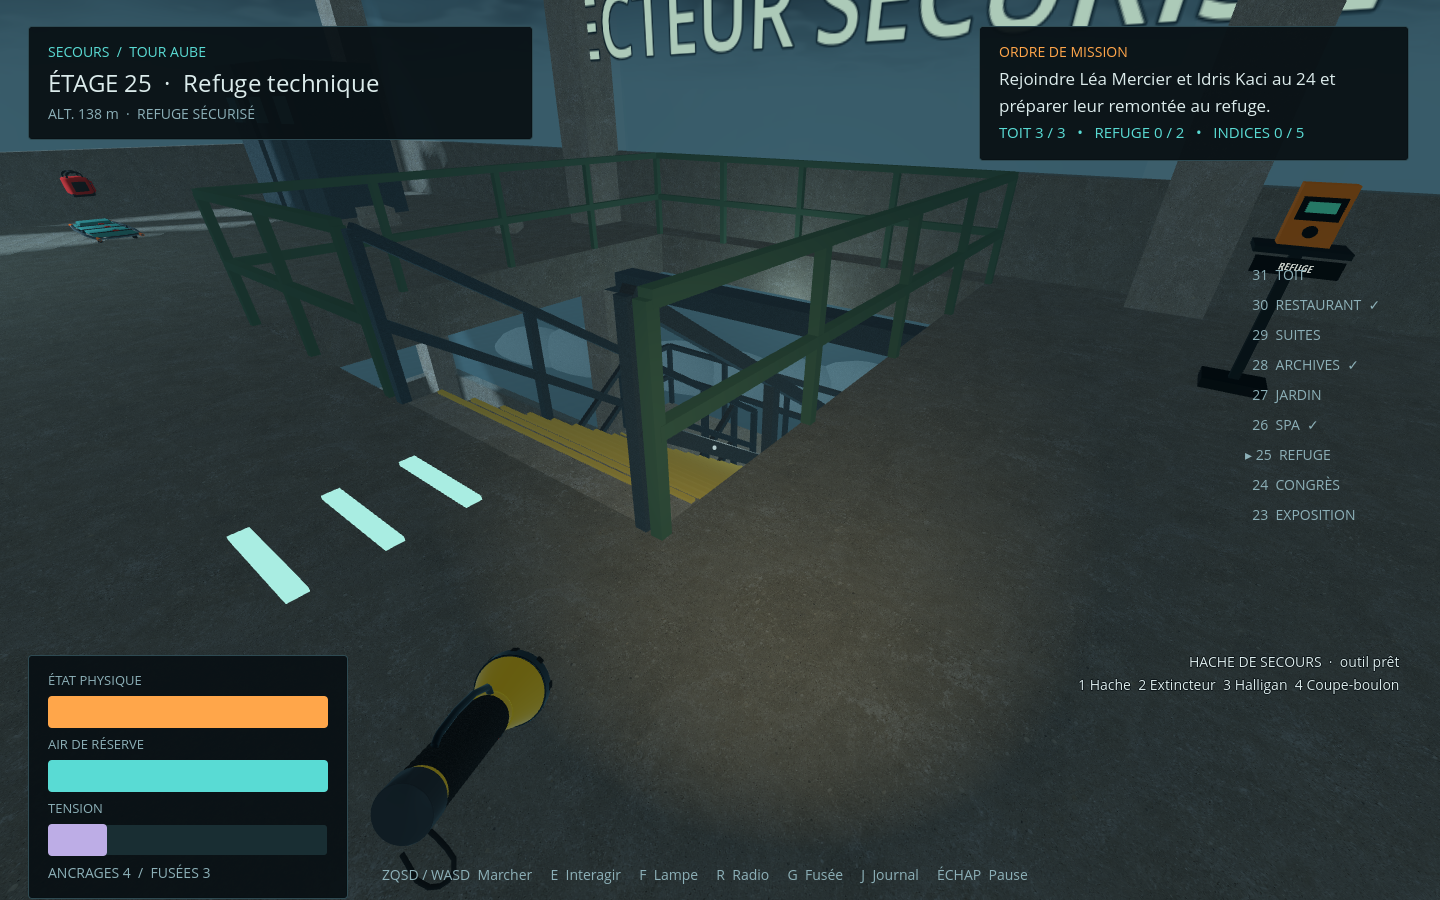 CTEUR SÉCURISÉ
SECOURS / TOUR AUBE
ÉTAGE 25 · Refuge technique
ALT. 138 m · REFUGE SÉCURISÉ
ORDRE DE MISSION
Rejoindre Léa Mercier et Idris Kaci au 24 et
préparer leur remontée au refuge.
TOIT 3 / 3 • REFUGE 0 / 2 • INDICES 0 / 5
REFUGE
31 TOIT
30 RESTAURANT ✓
29 SUITES
28 ARCHIVES ✓
27 JARDIN
26 SPA ✓
▸ 25 REFUGE
24 CONGRÈS
23 EXPOSITION
HACHE DE SECOURS · outil prêt
1 Hache 2 Extincteur 3 Halligan 4 Coupe-boulon
ÉTAT PHYSIQUE
AIR DE RÉSERVE
TENSION
ANCRAGES 4 / FUSÉES 3
ZQSD / WASD Marcher E Interagir F Lampe R Radio G Fusée J Journal ÉCHAP Pause